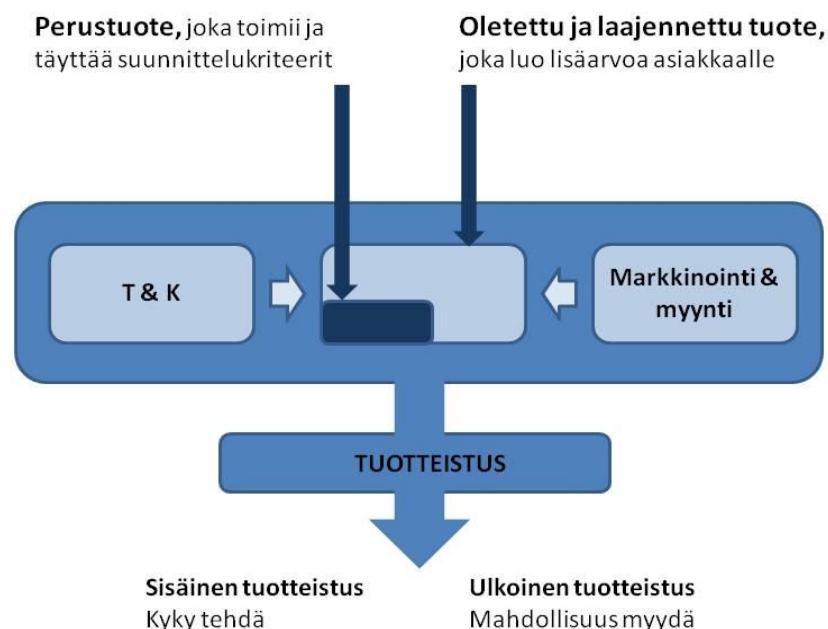 Perustuote, joka toimii ja
täyttää suunnittelukriteerit
Oletettu ja laajennettu tuote,
joka luo lisäarvoa asiakkaalle
T & K
Markkinointi &
myynti
TUOTTEISTUS
Sisäinen tuotteistus
Kyky tehdä
Ulkoinen tuotteistus
Mahdollisuus myydä